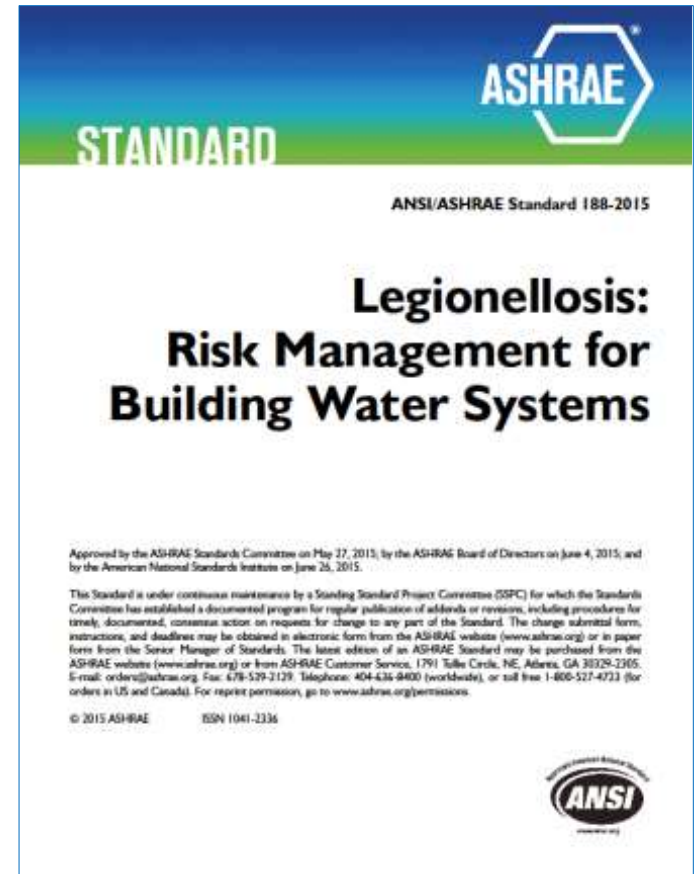 ASHRAE
®
STANDARD
ANSI/ASHRAE Standard 188-2015
Legionellosis:
Risk Management for
Building Water Systems
Approved by the ASHRAE Standards Committee on May 27, 2015; by the ASHRAE Board of Directors on June 4, 2015; and
by the American National Standards Institute on June 26, 2015.
This Standard is under continuous maintenance by a Standing Standard Project Committee (SSPC) for which the Standards
Committee has established a documented program for regular publication of addenda or revisions, including procedures for
timely, documented, consensus action on requests for change to any part of the Standard. The change submittal form,
instructions, and deadlines may be obtained in electronic form from the ASHRAE website (www.ashrae.org) or in paper
form from the Senior Manager of Standards. The latest edition of an ASHRAE Standard may be purchased from the
ASHRAE website (www.ashrae.org) or from ASHRAE Customer Service, 1791 Tullie Circle, NE, Atlanta, GA 30329-2305.
E-mail: orders@ashrae.org. Fax: 678-539-2129. Telephone: 404-636-8400 (worldwide), or toll free 1-800-527-4723 (for
orders in US and Canada). For reprint permission, go to www.ashrae.org/permissions.
© 2015 ASHRAE ISSN 1041-2336
ANSI